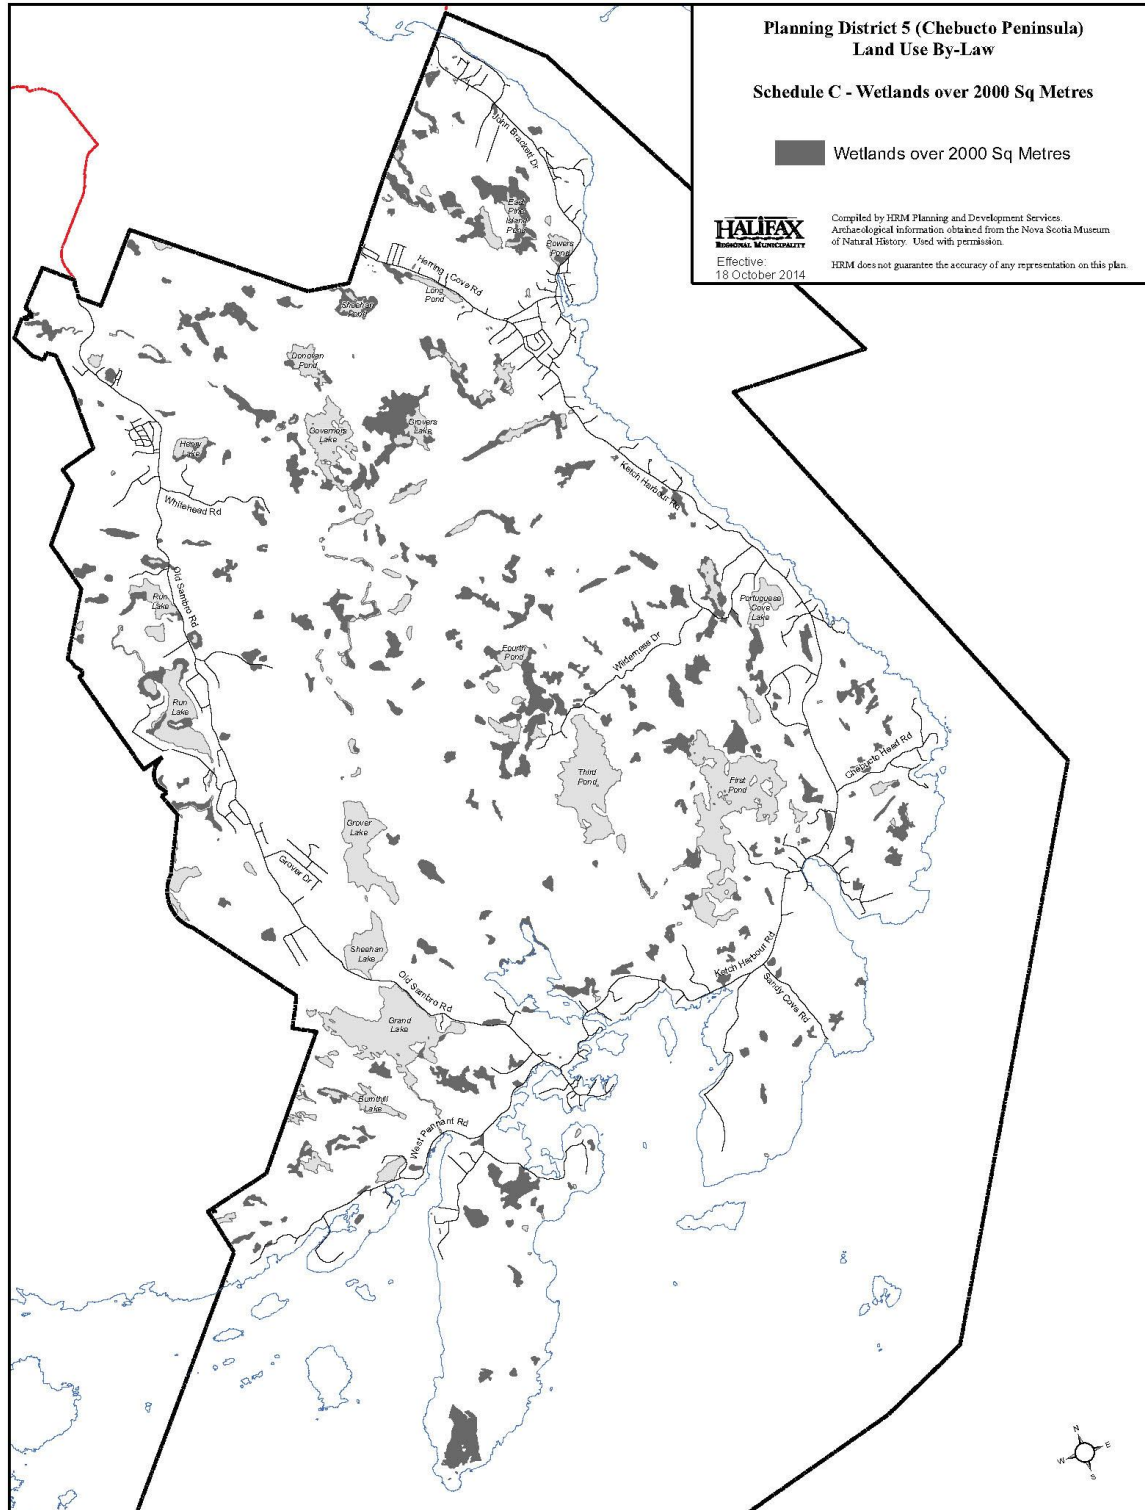 Planning District 5 (Chebucto Peninsula)
Land Use By-Law
Schedule C - Wetlands over 2000 Sq Metres
Wetlands over 2000 Sq Metres
HALIFAX
REGIONAL MUNICIPALITY
Effective:
18 October 2014
Compiled by HRM Planning and Development Services.
Archaeological information obtained from the Nova Scotia Museum
of Natural History. Used with permission.
HRM does not guarantee the accuracy of any representation on this plan.
John Brackett Dr
East
Pine
Island
Pond
Powers
Pond
Herring Cove Rd
Long
Pond
Sheehan
Pond
Donovan
Pond
Governors
Lake
Grovers
Lake
Henry
Lake
Ketch Harbour Rd
Whitehead Rd
Old Sambro Rd
Run
Lake
Portuguese
Cove
Lake
Wilderness Dr
Fourth
Pond
Run
Lake
Chebucto Head Rd
Third
Pond
First
Pond
Grover
Lake
Grover Dr
Sheehan
Lake
Ketch Harbour Rd
Sandy Cove Rd
Old Sambro Rd
Grand
Lake
Burnthill
Lake
West Pennant Rd
N
E
W
S